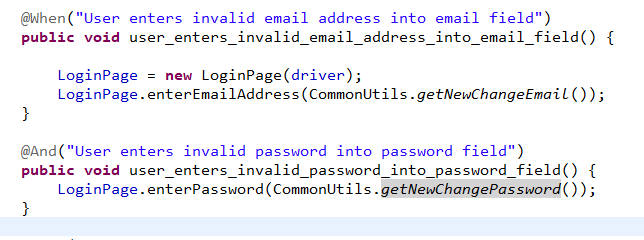 @When("User enters invalid email address into email field")
public void user_enters_invalid_email_address_into_email_field() {
LoginPage = new LoginPage(driver);
LoginPage.enterEmailAddress(CommonUtils.getNewChangeEmail());
}
@And("User enters invalid password into password field")
public void user_enters_invalid_password_into_password_field() {
LoginPage.enterPassword(CommonUtils.getNewChangePassword());
}